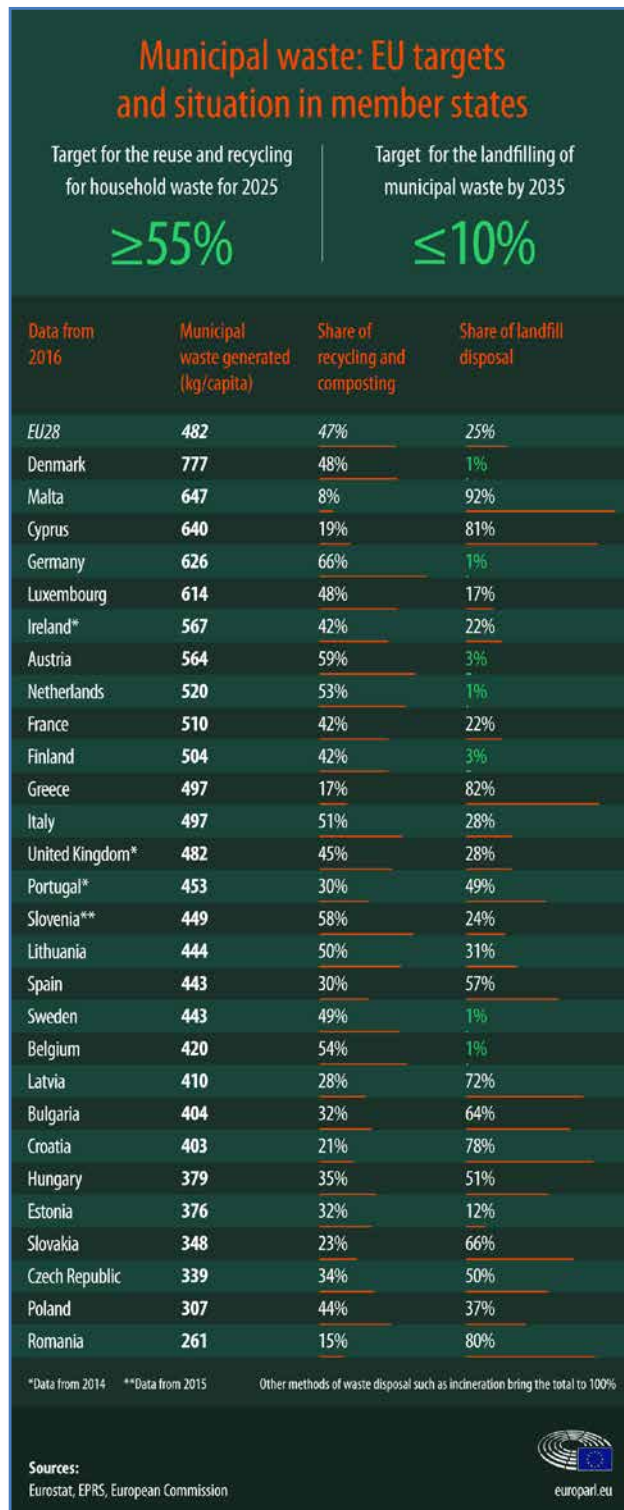 Municipal waste: EU targets
and situation in member states
Target for the reuse and recycling
for household waste for 2025
≥55%
Target for the landfilling of
municipal waste by 2035
≤10%
Data from
2016
Municipal
waste generated
(kg/capita)
Share of
recycling and
composting
Share of landfill
disposal
EU28 482 47% 25%
Denmark 777 48% 1%
Malta 647 8% 92%
Cyprus 640 19% 81%
Germany 626 66% 1%
Luxembourg 614 48% 17%
Ireland* 567 42% 22%
Austria 564 59% 3%
Netherlands 520 53% 1%
France 510 42% 22%
Finland 504 42% 3%
Greece 497 17% 82%
Italy 497 51% 28%
United Kingdom* 482 45% 28%
Portugal* 453 30% 49%
Slovenia** 449 58% 24%
Lithuania 444 50% 31%
Spain 443 30% 57%
Sweden 443 49% 1%
Belgium 420 54% 1%
Latvia 410 28% 72%
Bulgaria 404 32% 64%
Croatia 403 21% 78%
Hungary 379 35% 51%
Estonia 376 32% 12%
Slovakia 348 23% 66%
Czech Republic 339 34% 50%
Poland 307 44% 37%
Romania 261 15% 80%
*Data from 2014 **Data from 2015 Other methods of waste disposal such as incineration bring the total to 100%
Sources:
Eurostat, EPRS, European Commission
europarl.eu